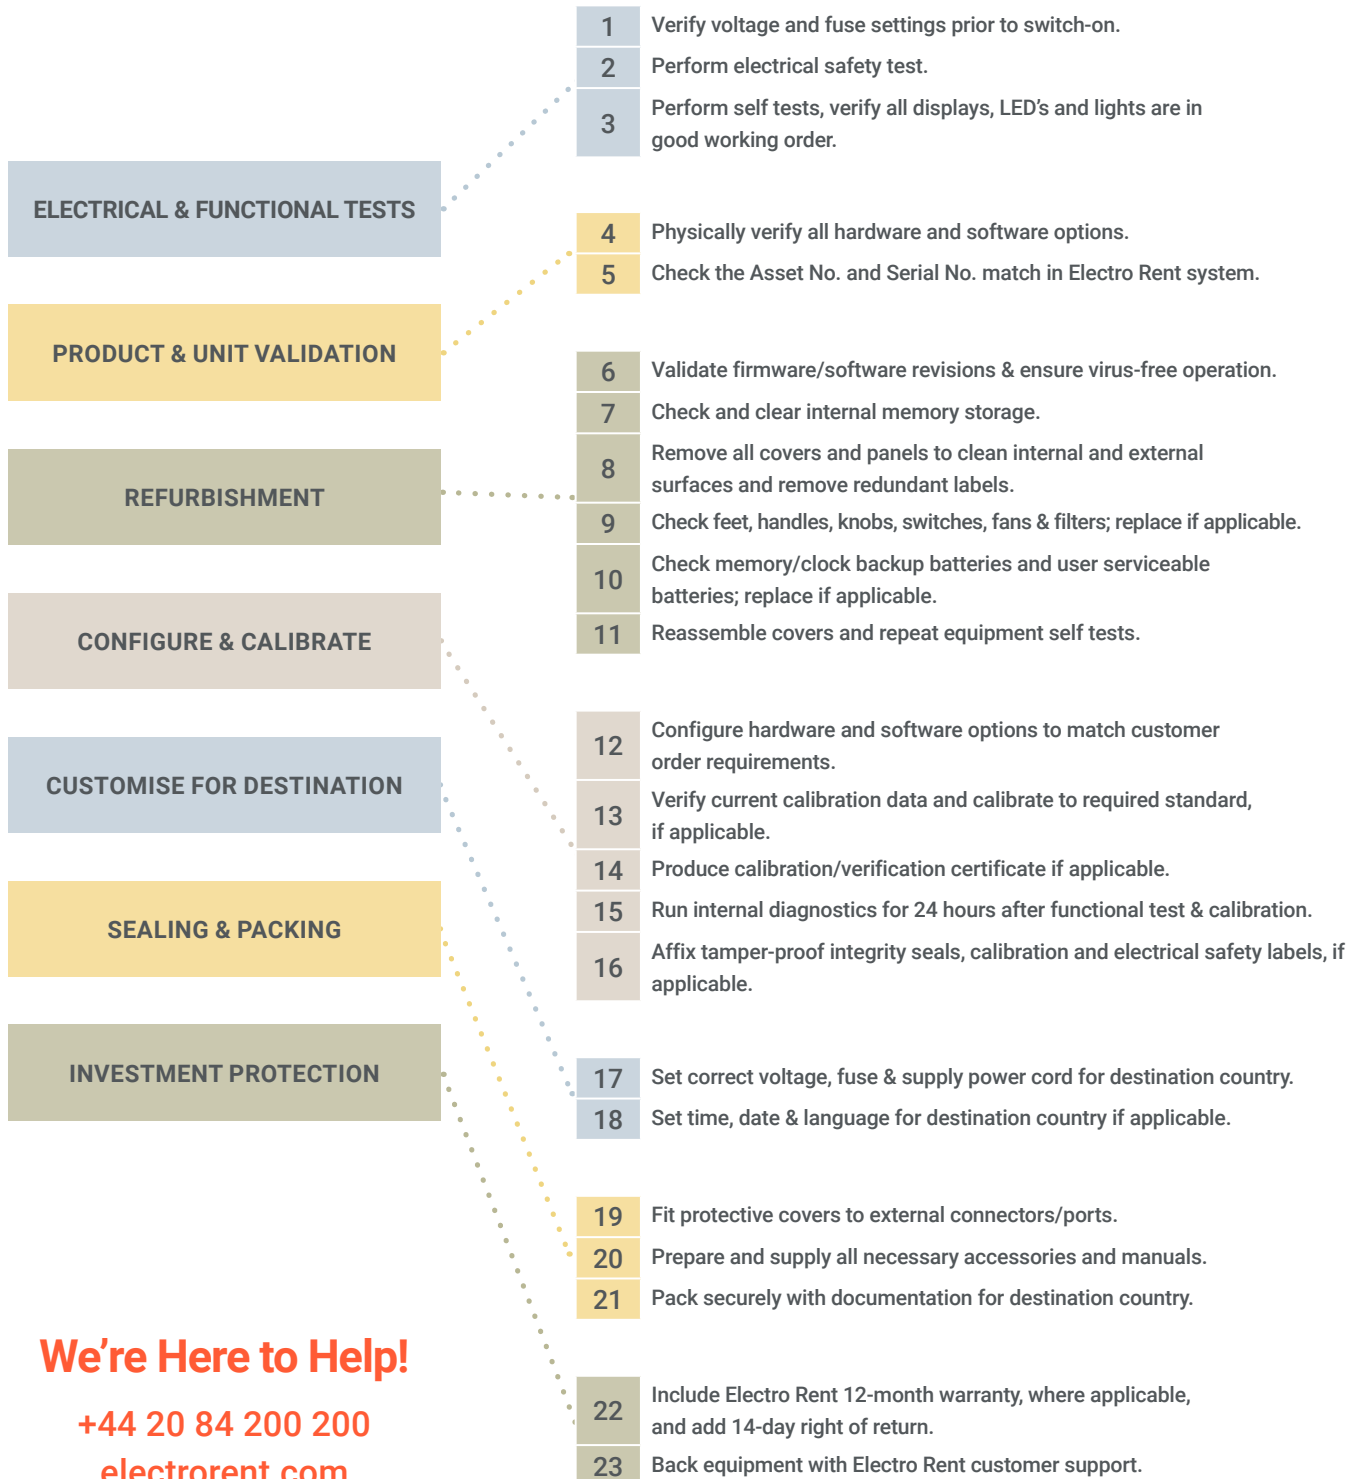 1 Verify voltage and fuse settings prior to switch-on.
2 Perform electrical safety test.
3 Perform self tests, verify all displays, LED’s and lights are in
good working order.
ELECTRICAL & FUNCTIONAL TESTS
4 Physically verify all hardware and software options.
5 Check the Asset No. and Serial No. match in Electro Rent system.
PRODUCT & UNIT VALIDATION
6 Validate firmware/software revisions & ensure virus-free operation.
7 Check and clear internal memory storage.
8 Remove all covers and panels to clean internal and external
surfaces and remove redundant labels.
9 Check feet, handles, knobs, switches, fans & filters; replace if applicable.
10 Check memory/clock backup batteries and user serviceable
batteries; replace if applicable.
11 Reassemble covers and repeat equipment self tests.
REFURBISHMENT
CONFIGURE & CALIBRATE
12 Configure hardware and software options to match customer
order requirements.
13 Verify current calibration data and calibrate to required standard,
if applicable.
14 Produce calibration/verification certificate if applicable.
15 Run internal diagnostics for 24 hours after functional test & calibration.
16 Affix tamper-proof integrity seals, calibration and electrical safety labels, if
applicable.
CUSTOMISE FOR DESTINATION
17 Set correct voltage, fuse & supply power cord for destination country.
18 Set time, date & language for destination country if applicable.
SEALING & PACKING
19 Fit protective covers to external connectors/ports.
20 Prepare and supply all necessary accessories and manuals.
21 Pack securely with documentation for destination country.
INVESTMENT PROTECTION
22 Include Electro Rent 12-month warranty, where applicable,
and add 14-day right of return.
23 Back equipment with Electro Rent customer support.
We’re Here to Help!
+44 20 84 200 200
electrorent.com